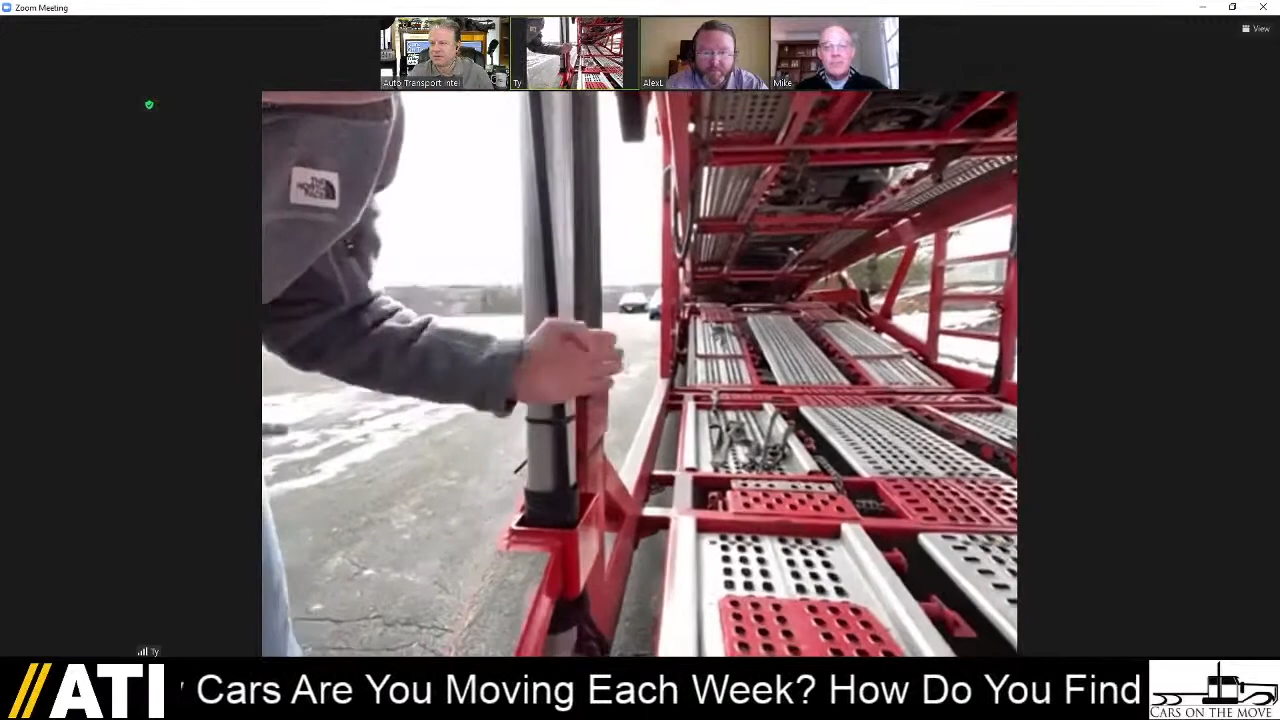 Zoom Meeting
View
Auto Transport Intel
Ty
AlexL
Mike
THE
NORTH
FACE
Ty
ATI
Cars Are You Moving Each Week? How Do You Find
CARS ON THE MOVE